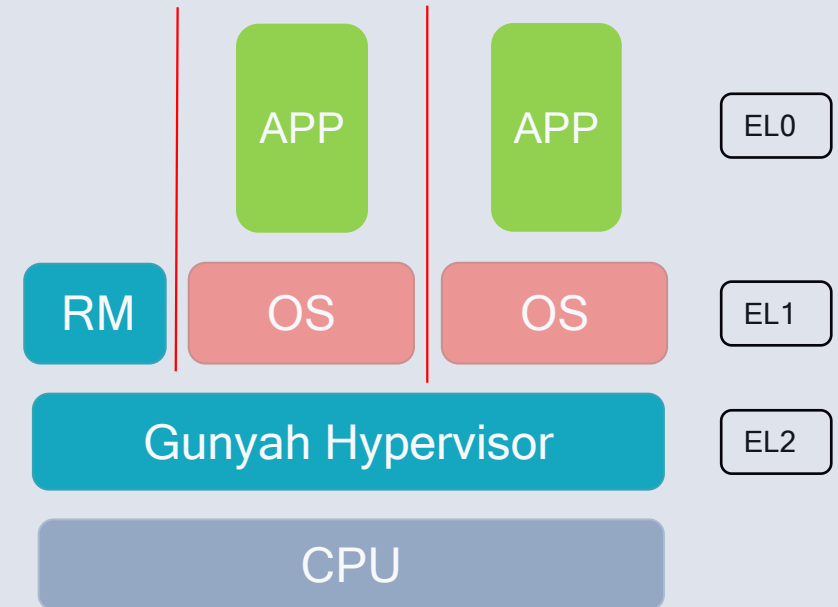 APP
APP
EL0
RM
OS
OS
EL1
Gunyah Hypervisor
EL2
CPU